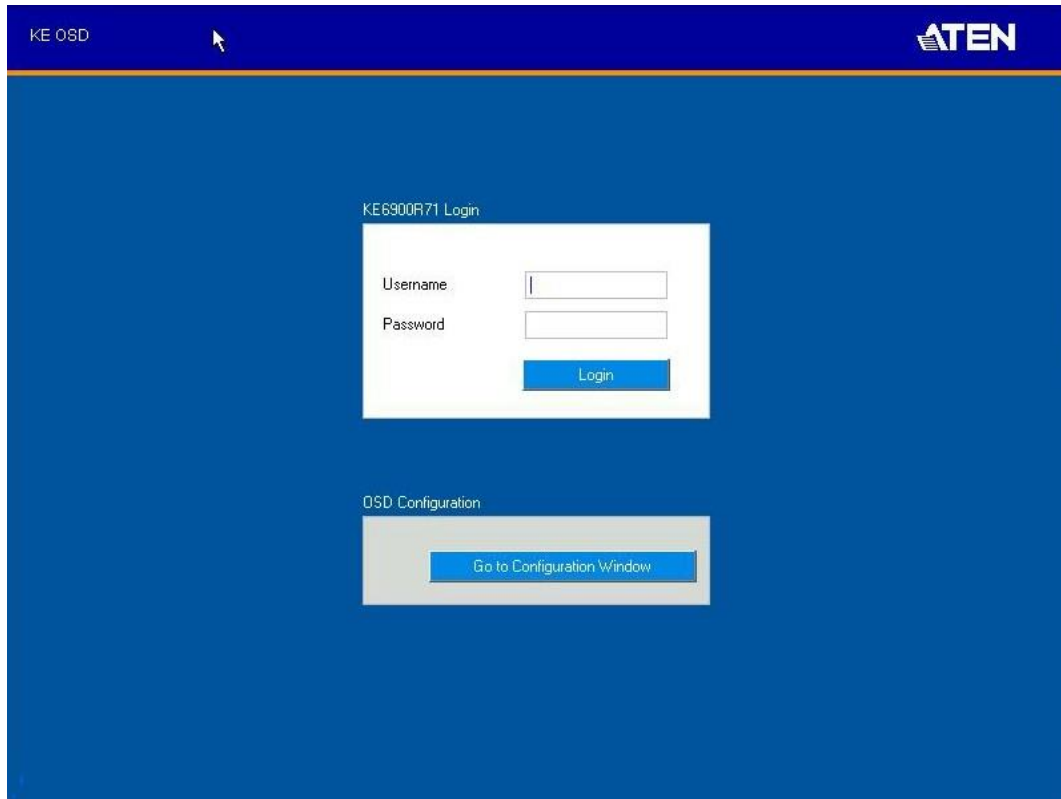 KE OSD
ATEN
KE6900R71 Login
Username
Password
Login
OSD Configuration
Go to Configuration Window